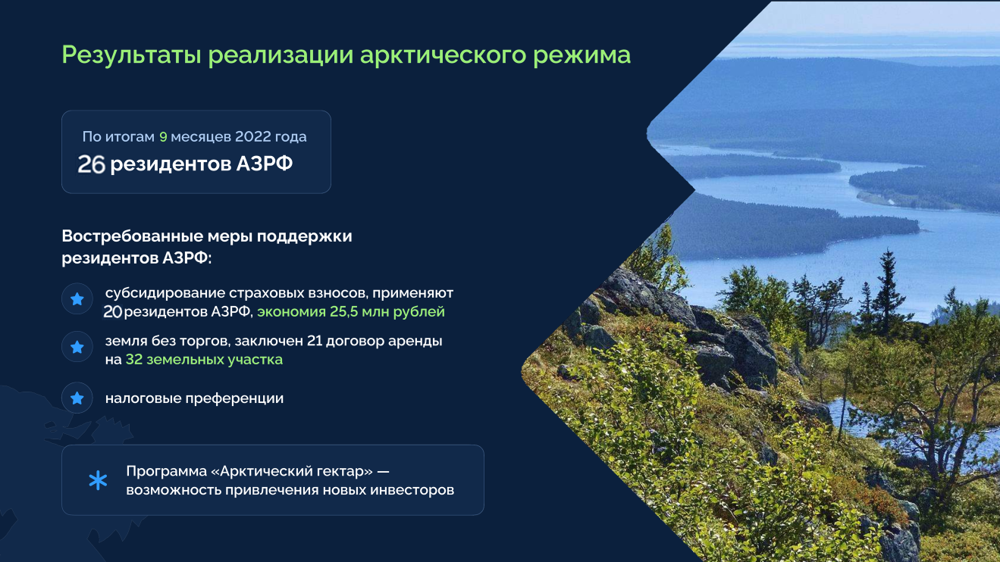 Результаты реализации арктического режима
По итогам 9 месяцев 2022 года
26 резидентов АЗРФ
Востребованные меры поддержки
резидентов АЗРФ:
субсидирование страховых взносов, применяют
20 резидентов АЗРФ, экономия 25,5 млн рублей
земля без торгов, заключен 21 договор аренды
на 32 земельных участка
налоговые преференции
Программа «Арктический гектар» —
возможность привлечения новых инвесторов